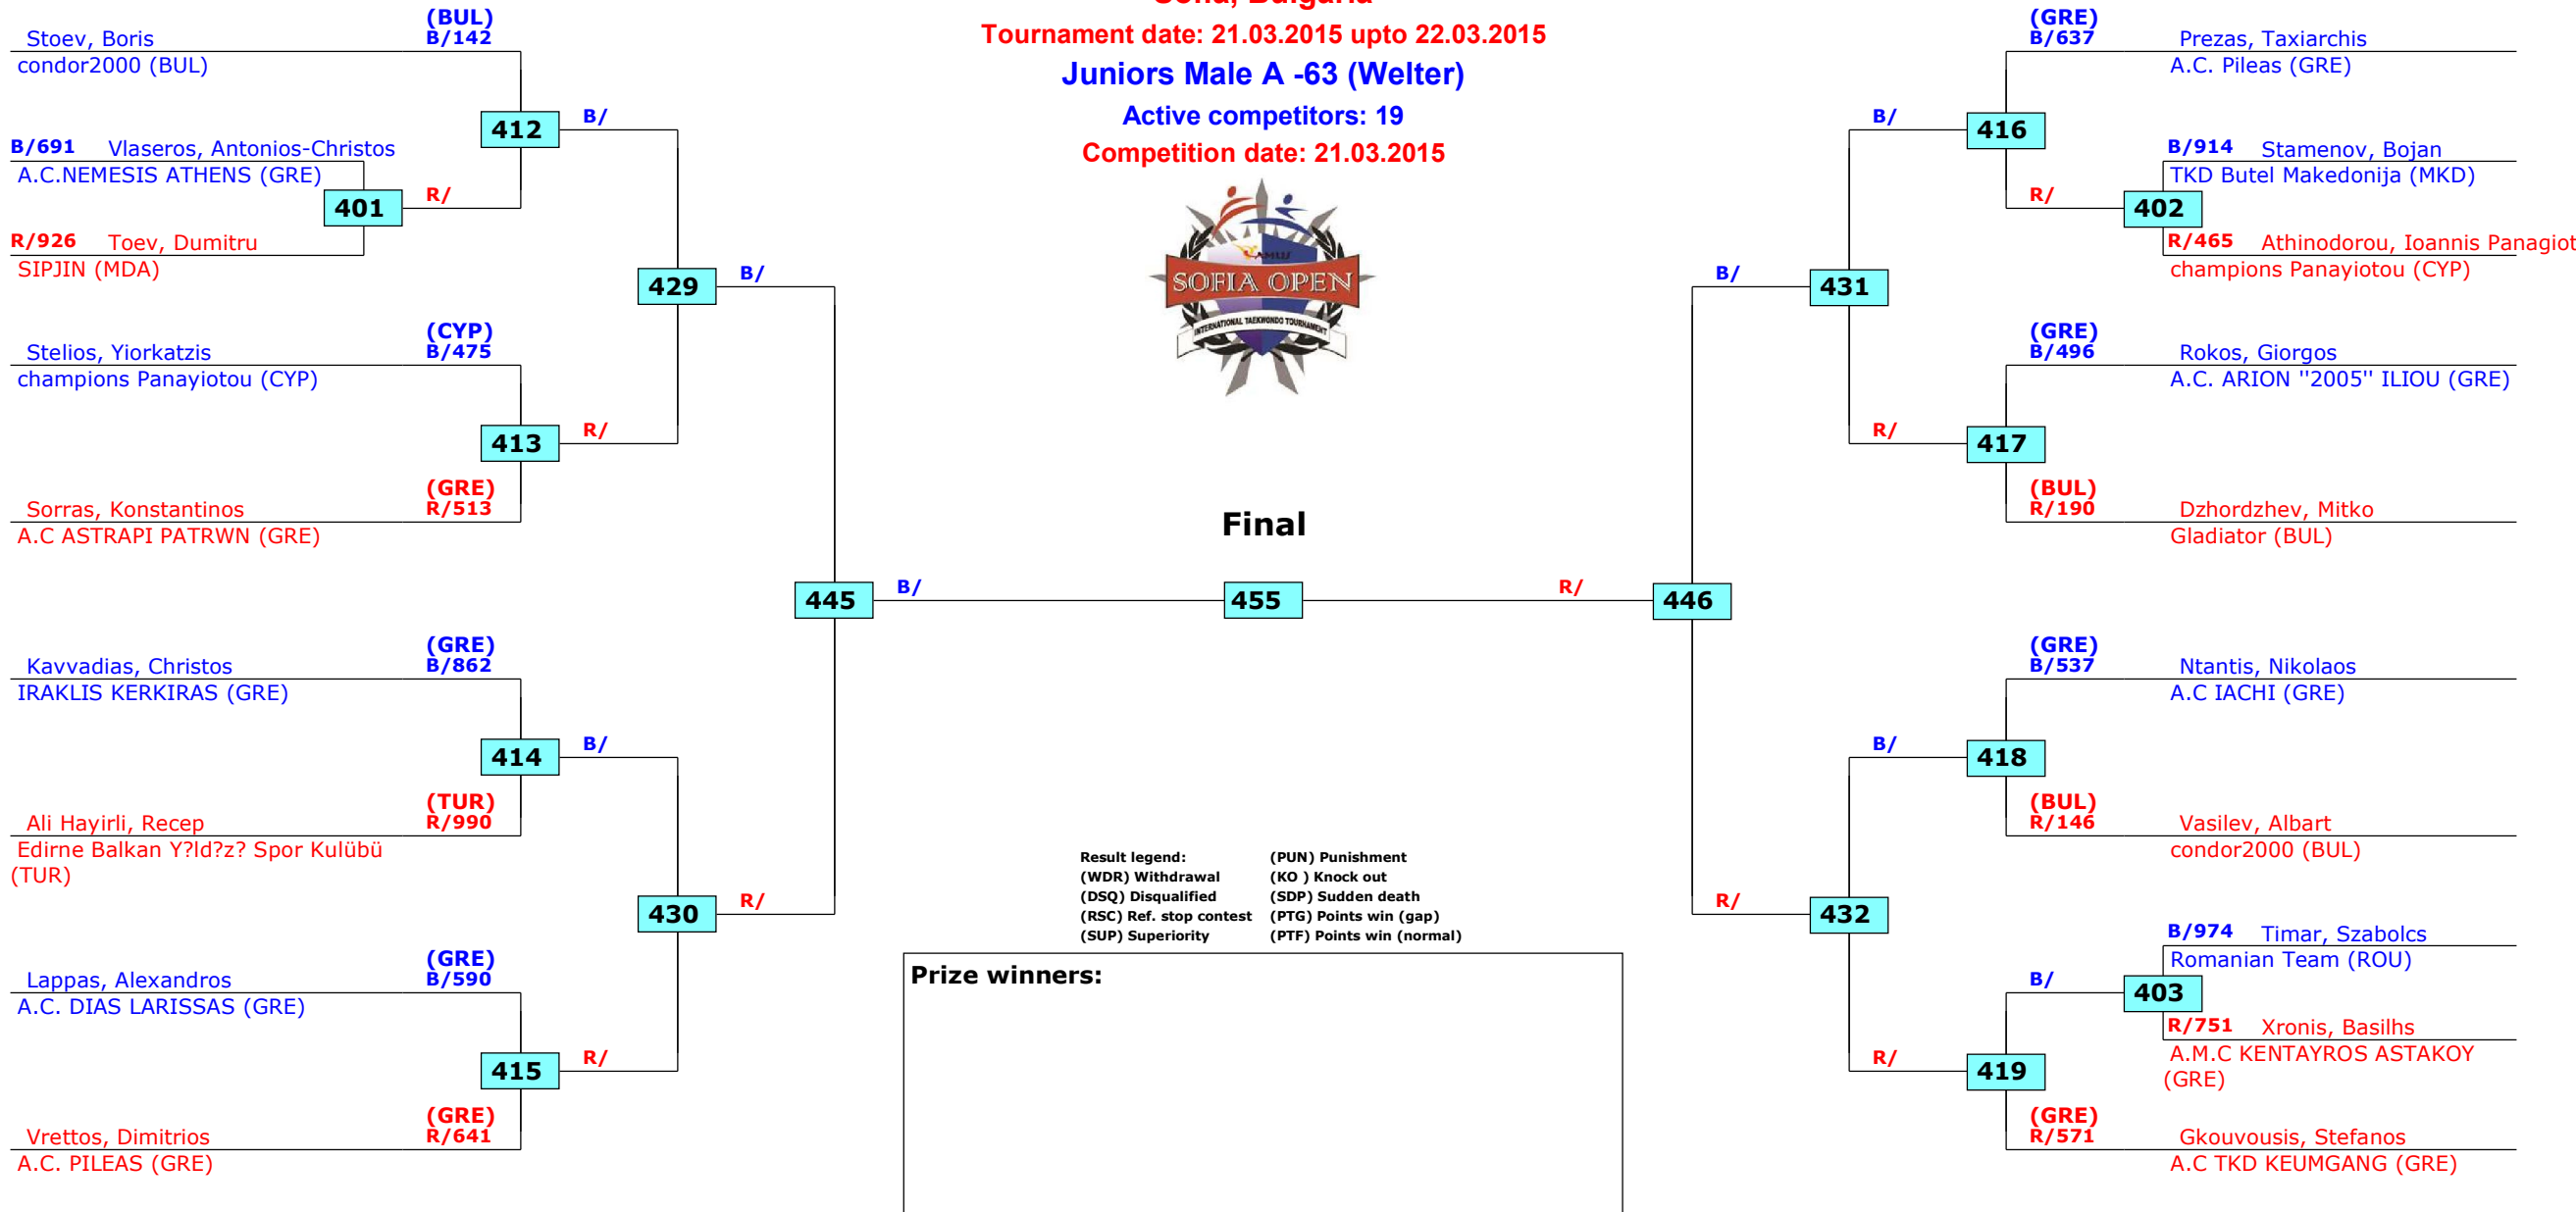 Sofia, Bulgaria
Tournament date: 21.03.2015 upto 22.03.2015
Juniors Male A -63 (Welter)
Active competitors: 19
Competition date: 21.03.2015
SOFIA OPEN
INTERNATIONAL TAEKWONDO TOURNAMENT
(BUL)
Stoev, Boris B/142
condor2000 (BUL)
412
B/
B/691 Vlaseros, Antonios-Christos
A.C.NEMESIS ATHENS (GRE)
401
R/
R/926 Toev, Dumitru
SIPJIN (MDA)
429
B/
(CYP)
Stelios, Yiorkatzis B/475
champions Panayiotou (CYP)
413
R/
(GRE)
Sorras, Konstantinos R/513
A.C ASTRAPI PATRWN (GRE)
445
B/
(GRE)
Kavvadias, Christos B/862
IRAKLIS KERKIRAS (GRE)
414
B/
(TUR)
Ali Hayirli, Recep R/990
Edirne Balkan Y?ld?z? Spor Kulübü
(TUR)
430
R/
(GRE)
Lappas, Alexandros B/590
A.C. DIAS LARISSAS (GRE)
415
R/
(GRE)
Vrettos, Dimitrios R/641
A.C. PILEAS (GRE)
Final
455
R/
446
(GRE)
B/637 Prezas, Taxiarchis
A.C. Pileas (GRE)
B/
416
B/914 Stamenov, Bojan
TKD Butel Makedonija (MKD)
R/
402
R/465 Athinodorou, Ioannis Panagiot
champions Panayiotou (CYP)
B/
431
(GRE)
B/496 Rokos, Giorgos
A.C. ARION "2005" ILIOU (GRE)
R/
417
(BUL)
R/190 Dzhordzhev, Mitko
Gladiator (BUL)
(GRE)
B/537 Ntantis, Nikolaos
A.C IACHI (GRE)
B/
418
(BUL)
R/146 Vasilev, Albart
condor2000 (BUL)
R/
432
B/974 Timar, Szabolcs
Romanian Team (ROU)
B/
403
R/751 Xronis, Basilhs
A.M.C KENTAYROS ASTAKOY
(GRE)
R/
419
(GRE)
R/571 Gkouvousis, Stefanos
A.C TKD KEUMGANG (GRE)
Result legend: (PUN) Punishment
(WDR) Withdrawal (KO ) Knock out
(DSQ) Disqualified (SDP) Sudden death
(RSC) Ref. stop contest (PTG) Points win (gap)
(SUP) Superiority (PTF) Points win (normal)
Prize winners: